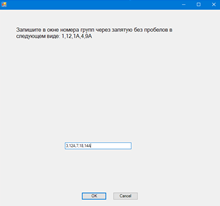 Запишите в окне номера групп через запятую без пробелов в
следующем виде: 1,12,1А,4,9А
OK
Cancel